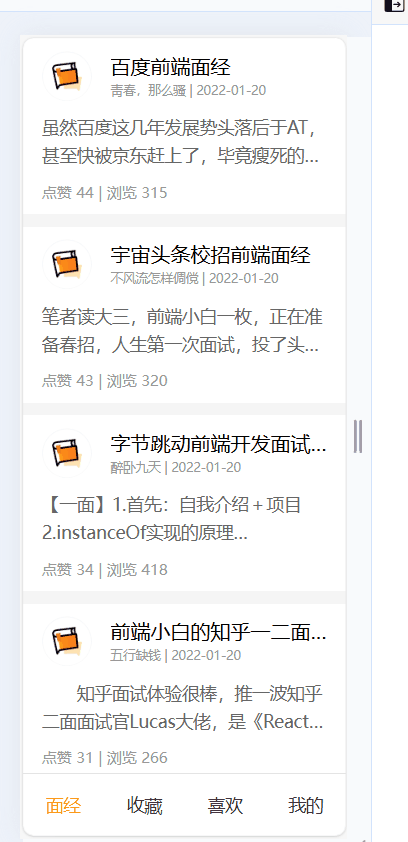 百度前端面经
青春，那么骚 | 2022-01-20
虽然百度这几年发展势头落后于AT，
甚至快被京东赶上了，毕竟瘦死的...
点赞 44 | 浏览 315
宇宙头条校招前端面经
不风流怎样倜傥 | 2022-01-20
笔者读大三，前端小白一枚，正在准
备春招，人生第一次面试，投了头...
点赞 43 | 浏览 320
字节跳动前端开发面试...
醉卧九天 | 2022-01-20
【一面】1.首先：自我介绍＋项目
2.instanceOf实现的原理...
点赞 34 | 浏览 418
前端小白的知乎一二面...
五行缺钱 | 2022-01-20
知乎面试体验很棒，推一波知乎
二面面试官Lucas大佬，是《React...
点赞 31 | 浏览 266
面经 收藏 喜欢 我的